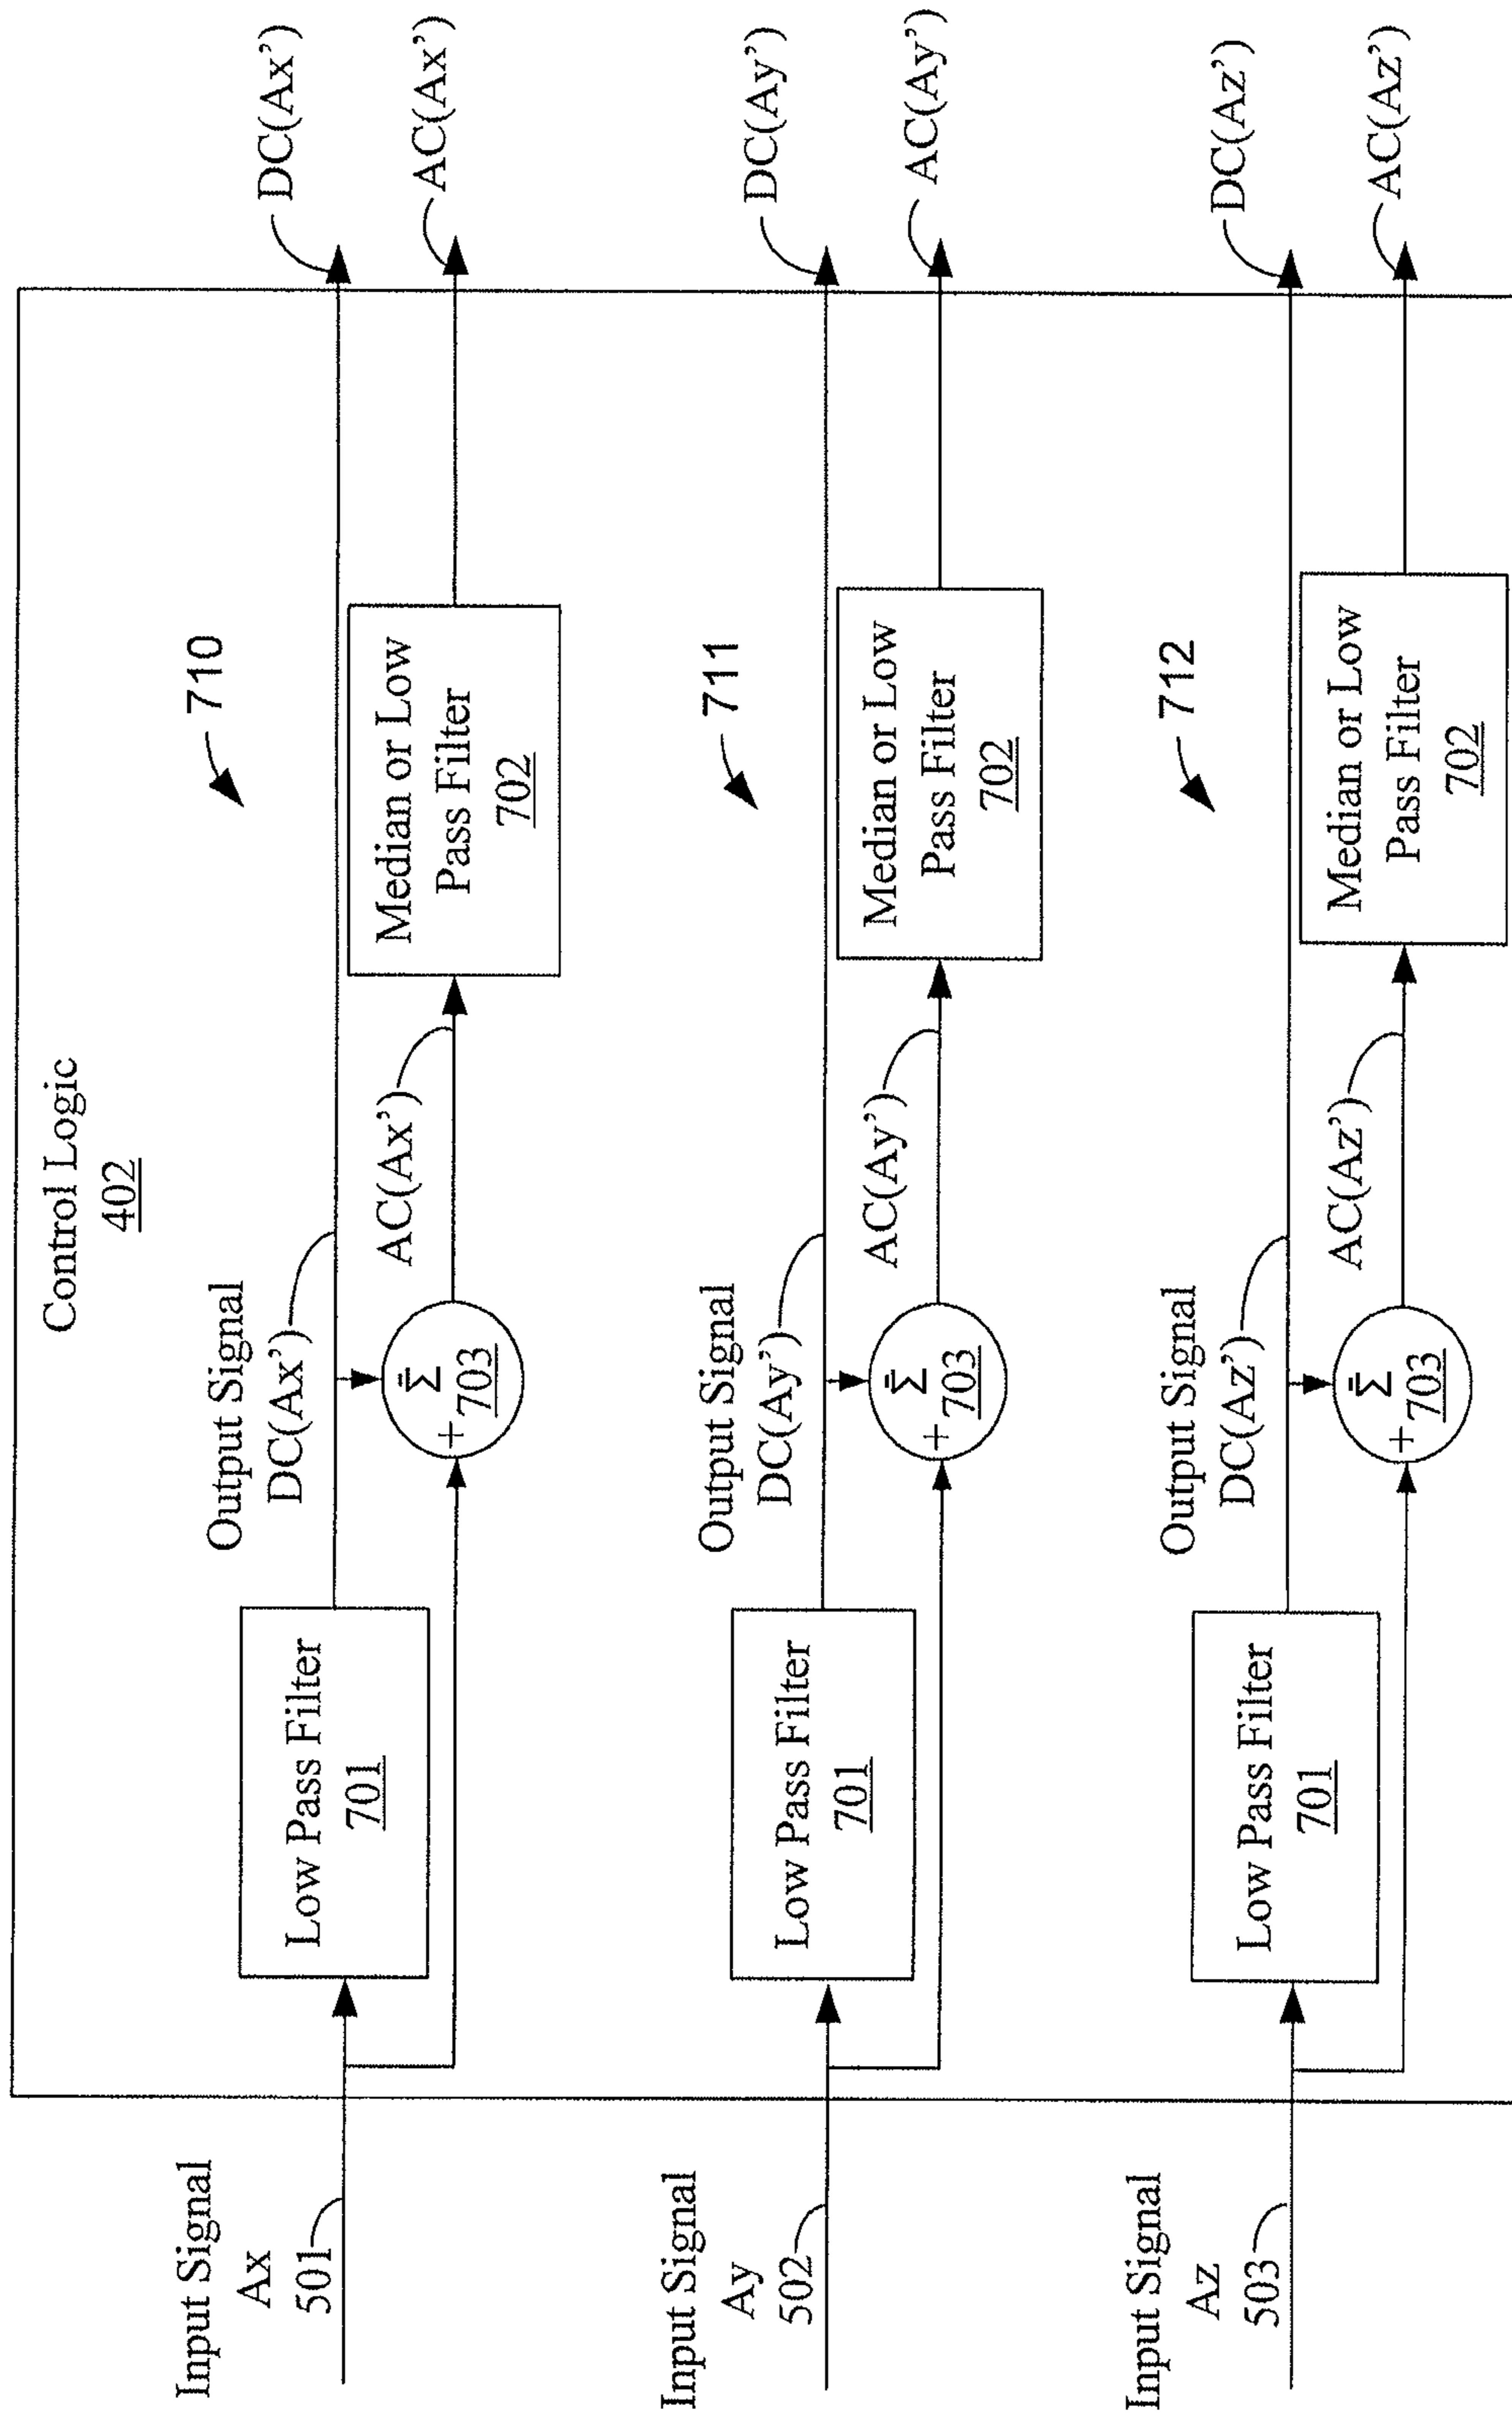 Control Logic
402
Input Signal
Ax
501
Low Pass Filter
701
Output Signal
DC(Ax’)
+ Σ
-
703
AC(Ax’)
710
Median or Low
Pass Filter
702
DC(Ax’)
AC(Ax’)
Input Signal
Ay
502
Low Pass Filter
701
Output Signal
DC(Ay’)
+ Σ
-
703
AC(Ay’)
711
Median or Low
Pass Filter
702
DC(Ay’)
AC(Ay’)
Input Signal
Az
503
Low Pass Filter
701
Output Signal
DC(Az’)
+ Σ
-
703
AC(Az’)
712
Median or Low
Pass Filter
702
DC(Az’)
AC(Az’)